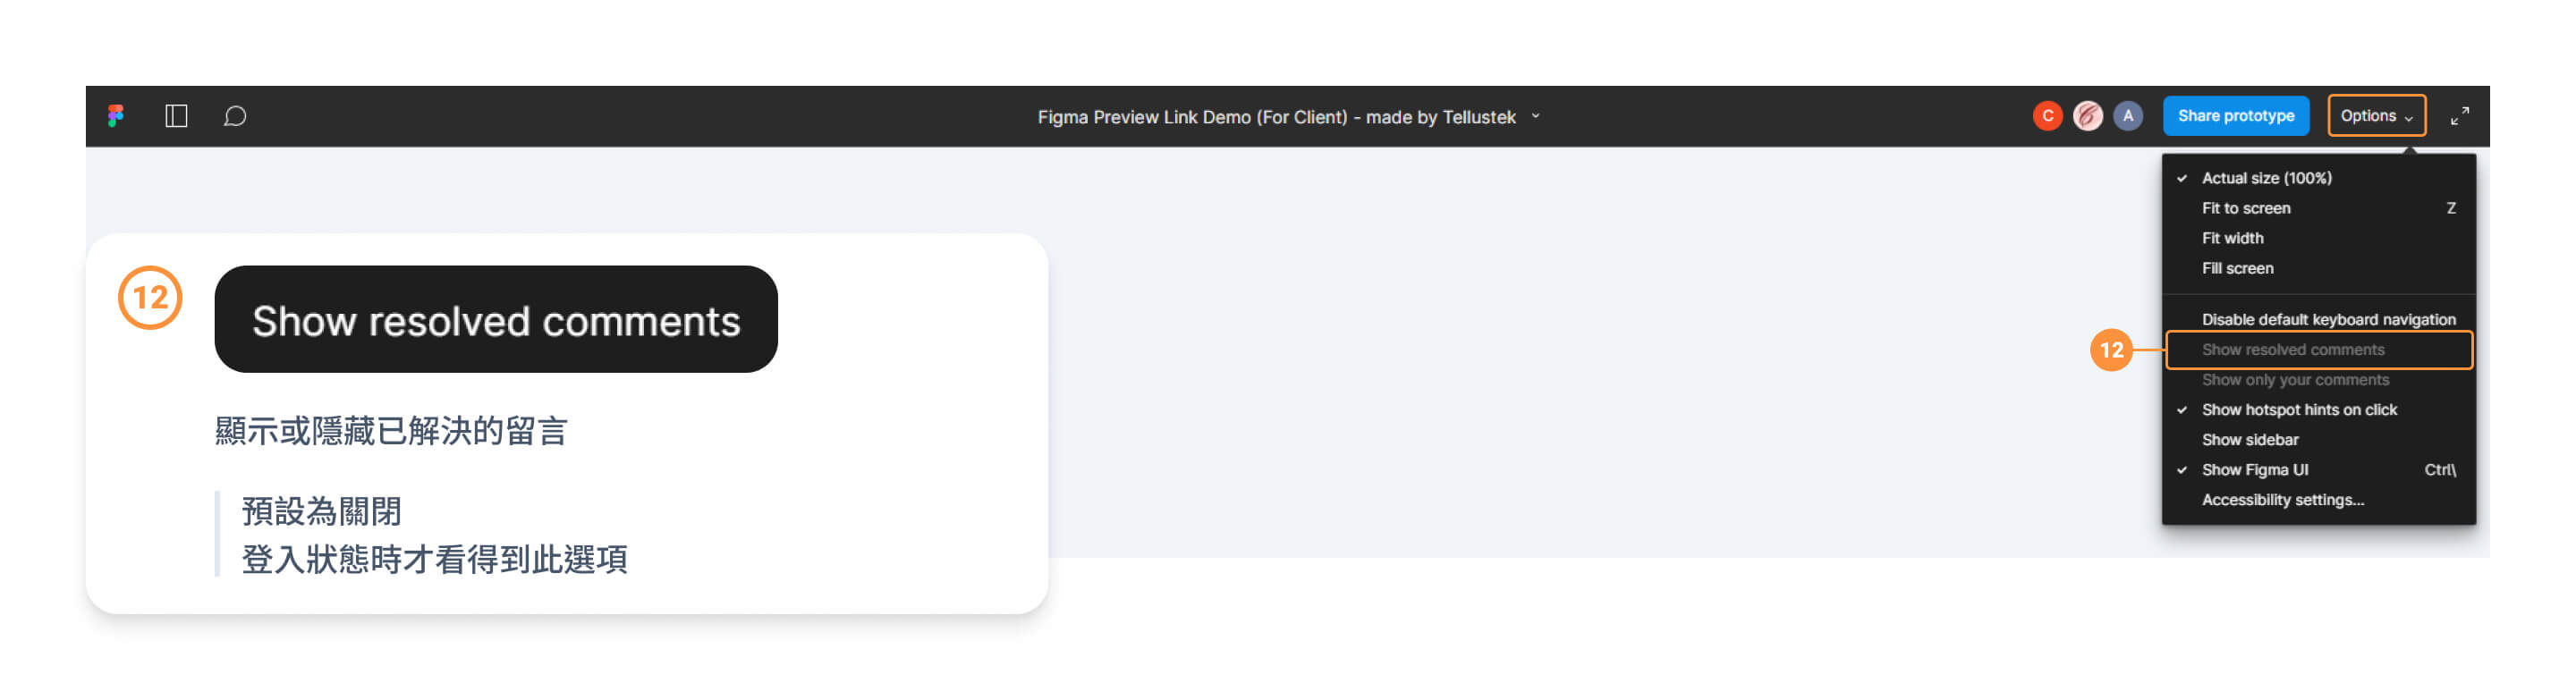 Figma Preview Link Demo (For Client) - made by Tellustek
C
A
Share prototype
Options
Actual size (100%)
Fit to screen Z
Fit width
Fill screen
Disable default keyboard navigation
12
Show resolved comments
Show only your comments
Show hotspot hints on click
Show sidebar
Show Figma UI Ctrl\
Accessibility settings...
12
Show resolved comments
顯示或隱藏已解決的留言
預設為關閉
登入狀態時才看得到此選項